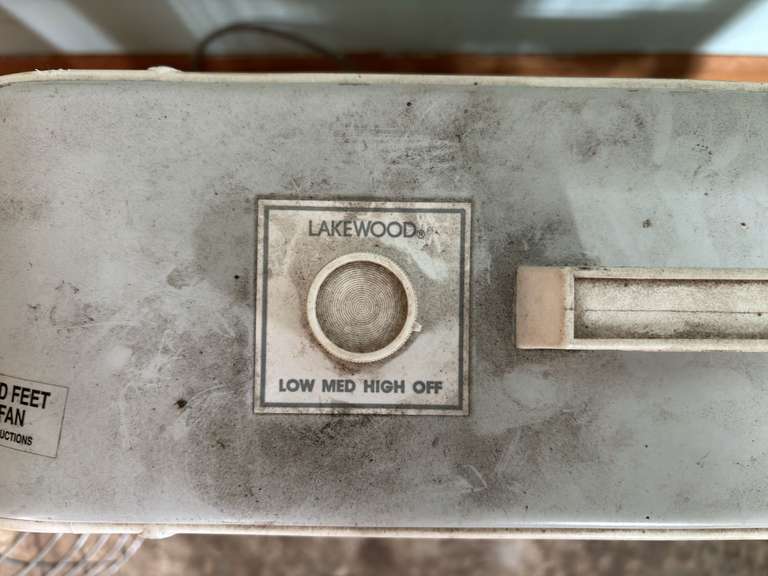 LAKEWOOD®
LOW MED HIGH OFF
D FEET
FAN
UCTIONS